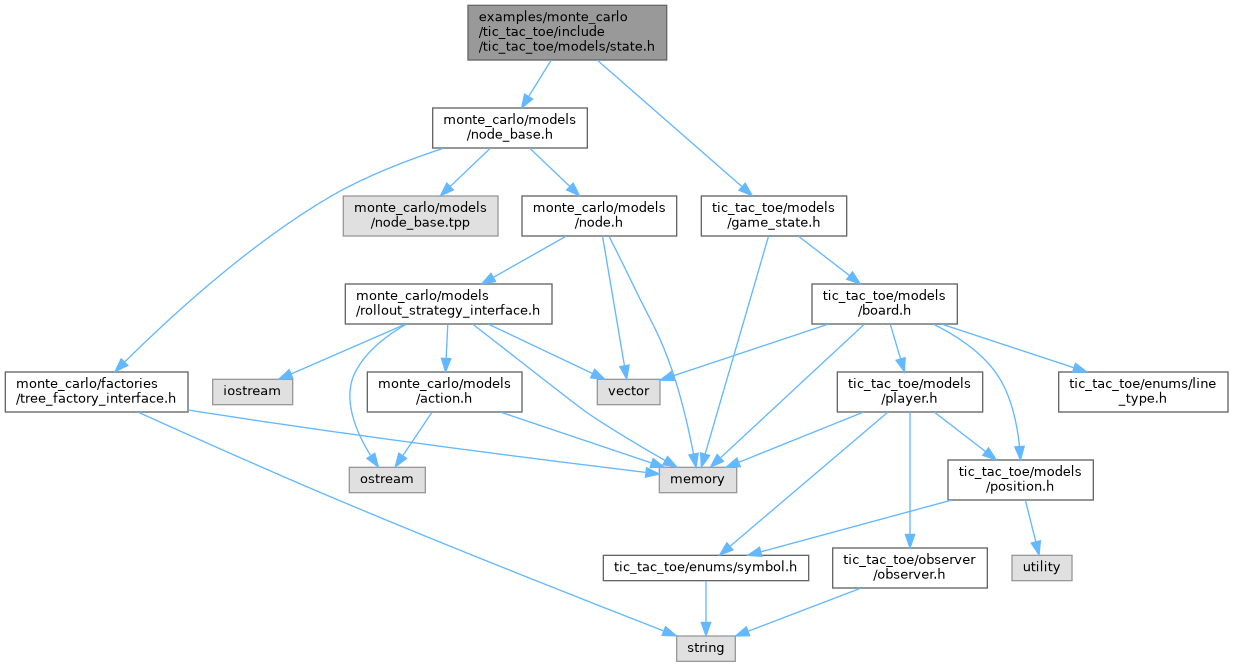 examples/monte_carlo
/tic_tac_toe/include
/tic_tac_toe/models/state.h
monte_carlo/models
/node_base.h
monte_carlo/models
/node_base.tpp
monte_carlo/models
/node.h
tic_tac_toe/models
/game_state.h
monte_carlo/models
/rollout_strategy_interface.h
tic_tac_toe/models
/board.h
monte_carlo/factories
/tree_factory_interface.h
iostream
monte_carlo/models
/action.h
vector
tic_tac_toe/models
/player.h
tic_tac_toe/enums/line
_type.h
ostream
memory
tic_tac_toe/models
/position.h
tic_tac_toe/enums/symbol.h
tic_tac_toe/observer
/observer.h
utility
string